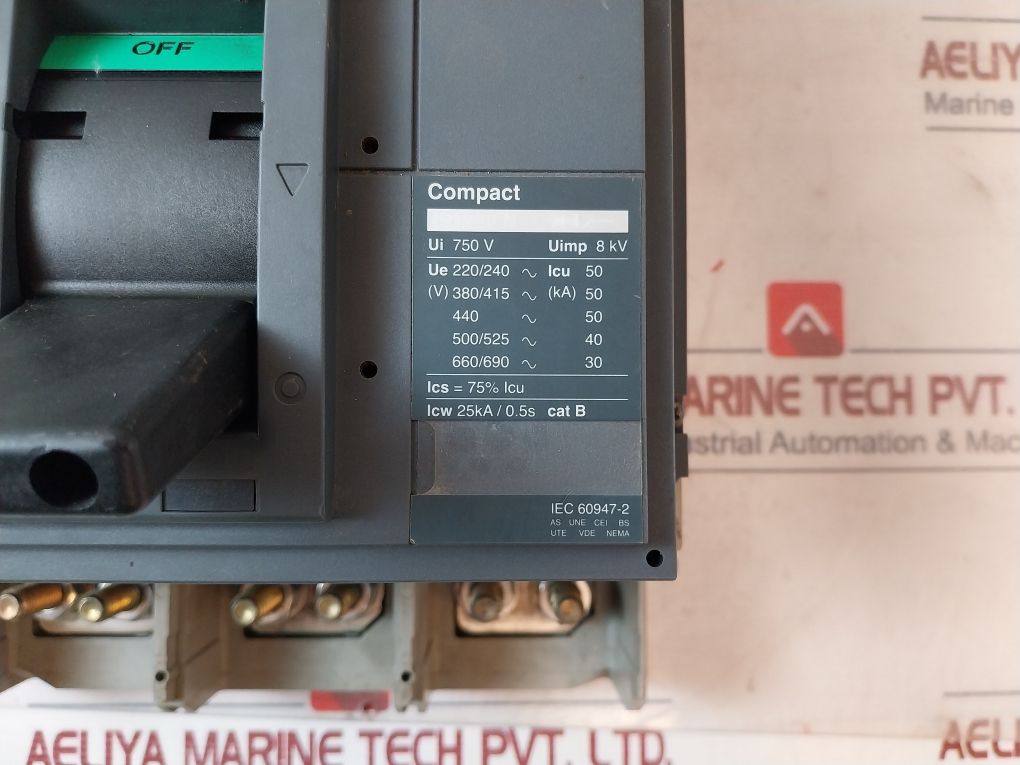 OFF
Compact
Ui 750 V Uimp 8 kV
Ue 220/240 ~ Icu 50
(V) 380/415 ~ (kA) 50
440 ~ 50
500/525 ~ 40
660/690 ~ 30
Ics = 75% Icu
Icw 25kA / 0.5s cat B
IEC 60947-2
AS UNE CEI BS
UTE VDE NEMA
AELIY
Marine
ARINE TECH PVT.
strial Automation & Mac
AELIYA MARINE TECH PVT. LTD.
AELIY